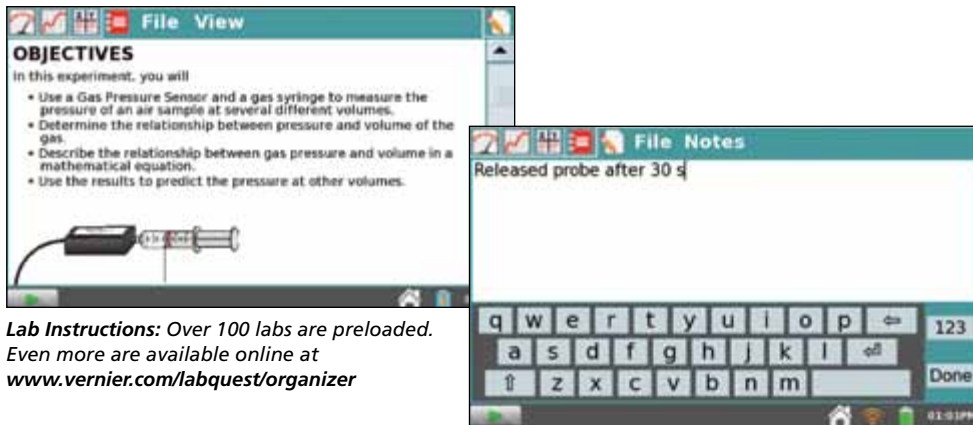 File View
OBJECTIVES
In this experiment, you will
• Use a Gas Pressure Sensor and a gas syringe to measure the
pressure of an air sample at several different volumes.
• Determine the relationship between pressure and volume of the
gas.
• Describe the relationship between gas pressure and volume in a
mathematical equation.
• Use the results to predict the pressure at other volumes.
Lab Instructions: Over 100 labs are preloaded.
Even more are available online at
www.vernier.com/labquest/organizer
File Notes
Released probe after 30 s
q w e r t y u i o p
123
a s d f g h j k l
z x c v b n m
Done
01:01PM